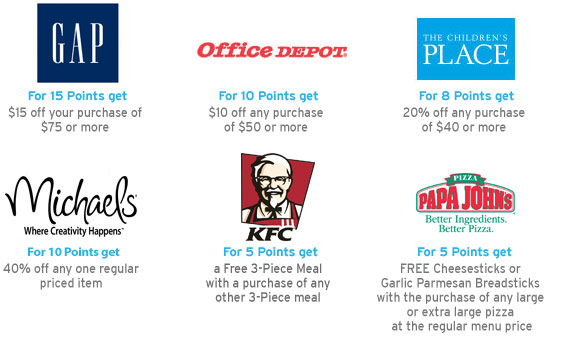 GAP
For 15 Points get
$15 off your purchase of
$75 or more
Office DEPOT.
For 10 Points get
$10 off any purchase
of $50 or more
THE CHILDREN'S
PLACE
For 8 Points get
20% off any purchase
of $40 or more
Michaels
Where Creativity Happens™
For 10 Points get
40% off any one regular
priced item
KFC
For 5 Points get
a Free 3-Piece Meal
with a purchase of any
other 3-Piece meal
PIZZA
PAPA JOHN'S
Better Ingredients.
Better Pizza.
For 5 Points get
FREE Cheesesticks or
Garlic Parmesan Breadsticks
with the purchase of any large
or extra large pizza
at the regular menu price